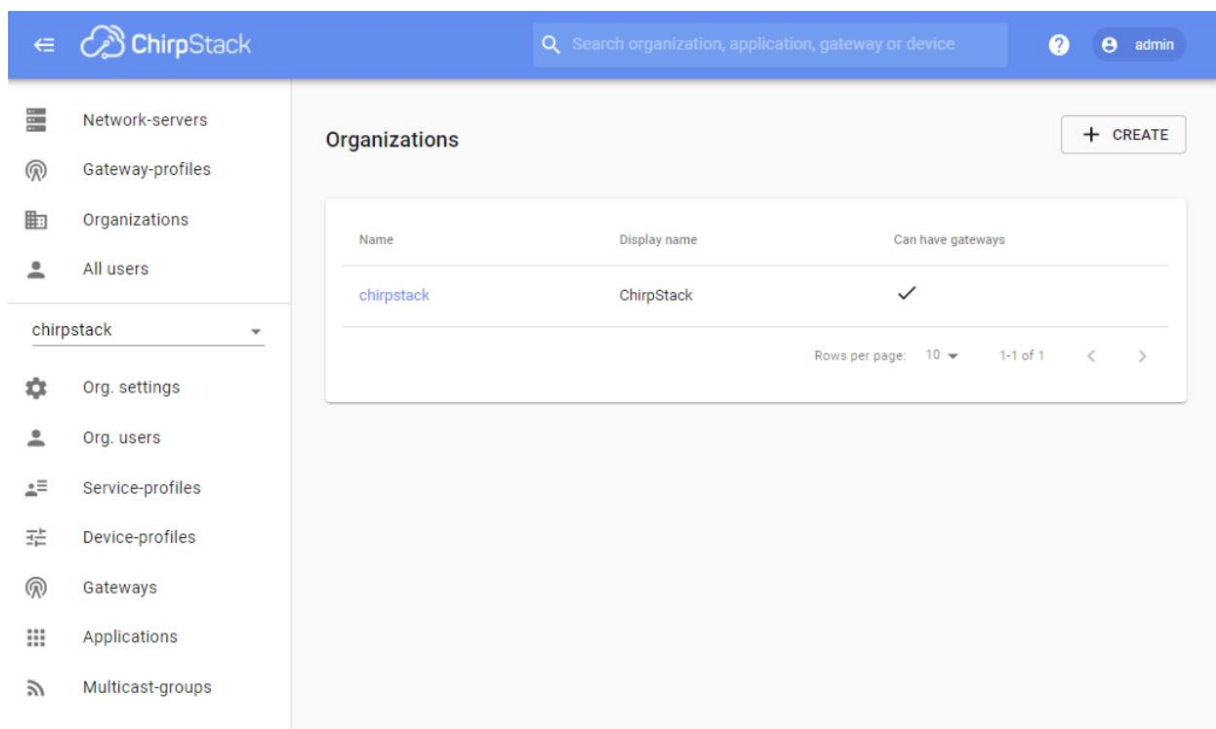 ChirpStack
Search organization, application, gateway or device
? admin
Network-servers
Gateway-profiles
Organizations
All users
chirpstack
Org. settings
Org. users
Service-profiles
Device-profiles
Gateways
Applications
Multicast-groups
Organizations
+ CREATE
Name Display name Can have gateways
chirpstack ChirpStack
Rows per page: 10 1-1 of 1